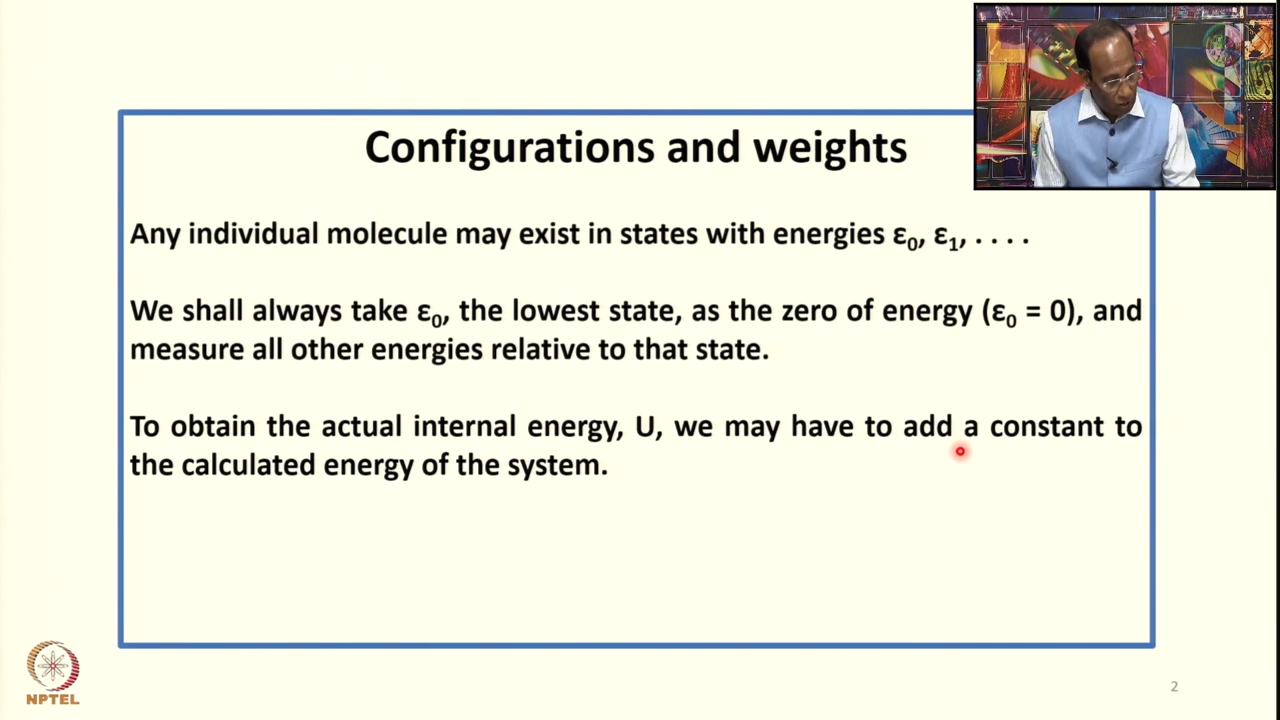 Configurations and weights
Any individual molecule may exist in states with energies ε₀, ε₁, . . . .
We shall always take ε₀, the lowest state, as the zero of energy (ε₀ = 0), and
measure all other energies relative to that state.
To obtain the actual internal energy, U, we may have to add a constant to
the calculated energy of the system.
NPTEL
2